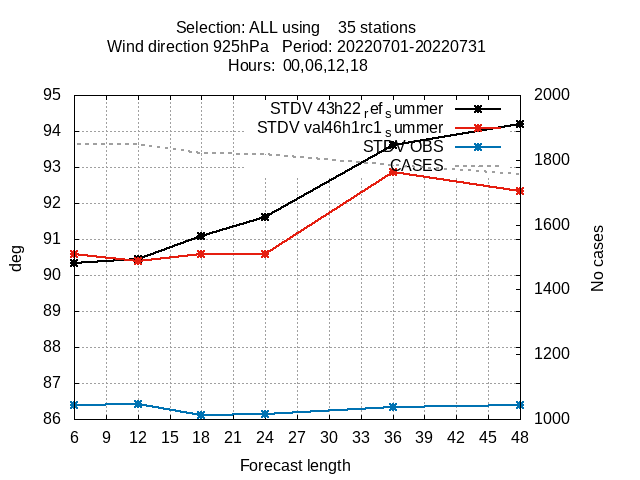 Selection: ALL using    35 stations
Wind direction 925hPa   Period: 20220701-20220731
Hours: 00,06,12,18
95 2000
STDV 43h22_ref_summer
94
STDV val46h1rc1_summer
STDV OBS
93 1800
CASES
92
1600
91
deg
No cases
90
1400
89
88
1200
87
86 1000
6 9 12 15 18 21 24 27 30 33 36 39 42 45 48
Forecast length